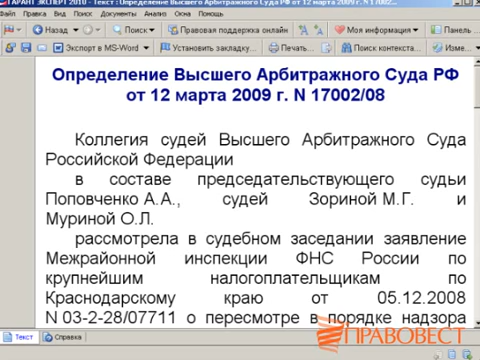 ГАРАНТ ЭКСПЕРТ 2010 - Текст : Определение Высшего Арбитражного Суда РФ от 12 марта 2009 г. N 17002...
Файл Правка Вид Поиск Документы Анализ Окна Помощь
Назад Поиск Правовая поддержка онлайн Моя информация Панель ...
Экспорт в MS-Word Установить закладку... Поиск контекста... Изме...
Определение Высшего Арбитражного Суда РФ
от 12 марта 2009 г. N 17002/08
Коллегия судей Высшего Арбитражного Суда
Российской Федерации
в составе председательствующего судьи
Поповченко А.А., судей Зориной М.Г. и
Муриной О.Л.
рассмотрела в судебном заседании заявление
Межрайонной инспекции ФНС России по
крупнейшим налогоплательщикам по
Краснодарскому краю от 05.12.2008
N 03-2-28/07711 о пересмотре в порядке надзора
ПРАВОВЕСТ
Текст Справка